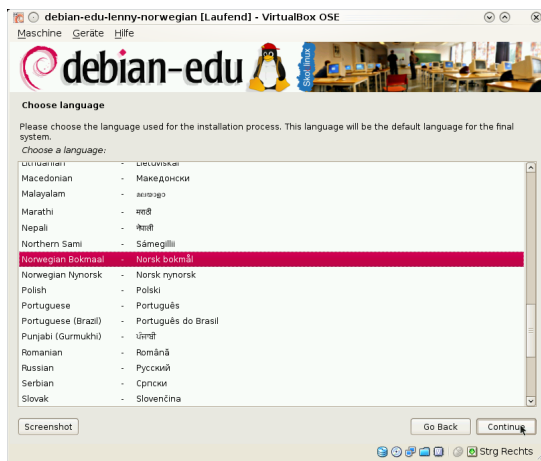 debian-edu-lenny-norwegian [Laufend] - VirtualBox OSE
Maschine Geräte Hilfe
debian-edu
Skolelinux
Choose language
Please choose the language used for the installation process. This language will be the default language for the final
system.
Choose a language:
Lithuanian - Lietuviškai
Macedonian - Македонски
Malayalam - മലയാളം
Marathi - मराठी
Nepali - नेपाली
Northern Sami - Sámegillii
Norwegian Bokmaal - Norsk bokmål
Norwegian Nynorsk - Norsk nynorsk
Polish - Polski
Portuguese - Português
Portuguese (Brazil) - Português do Brasil
Punjabi (Gurmukhi) - ਪੰਜਾਬੀ
Romanian - Română
Russian - Русский
Serbian - Српски
Slovak - Slovenčina
Screenshot
Go Back Continue
Strg Rechts